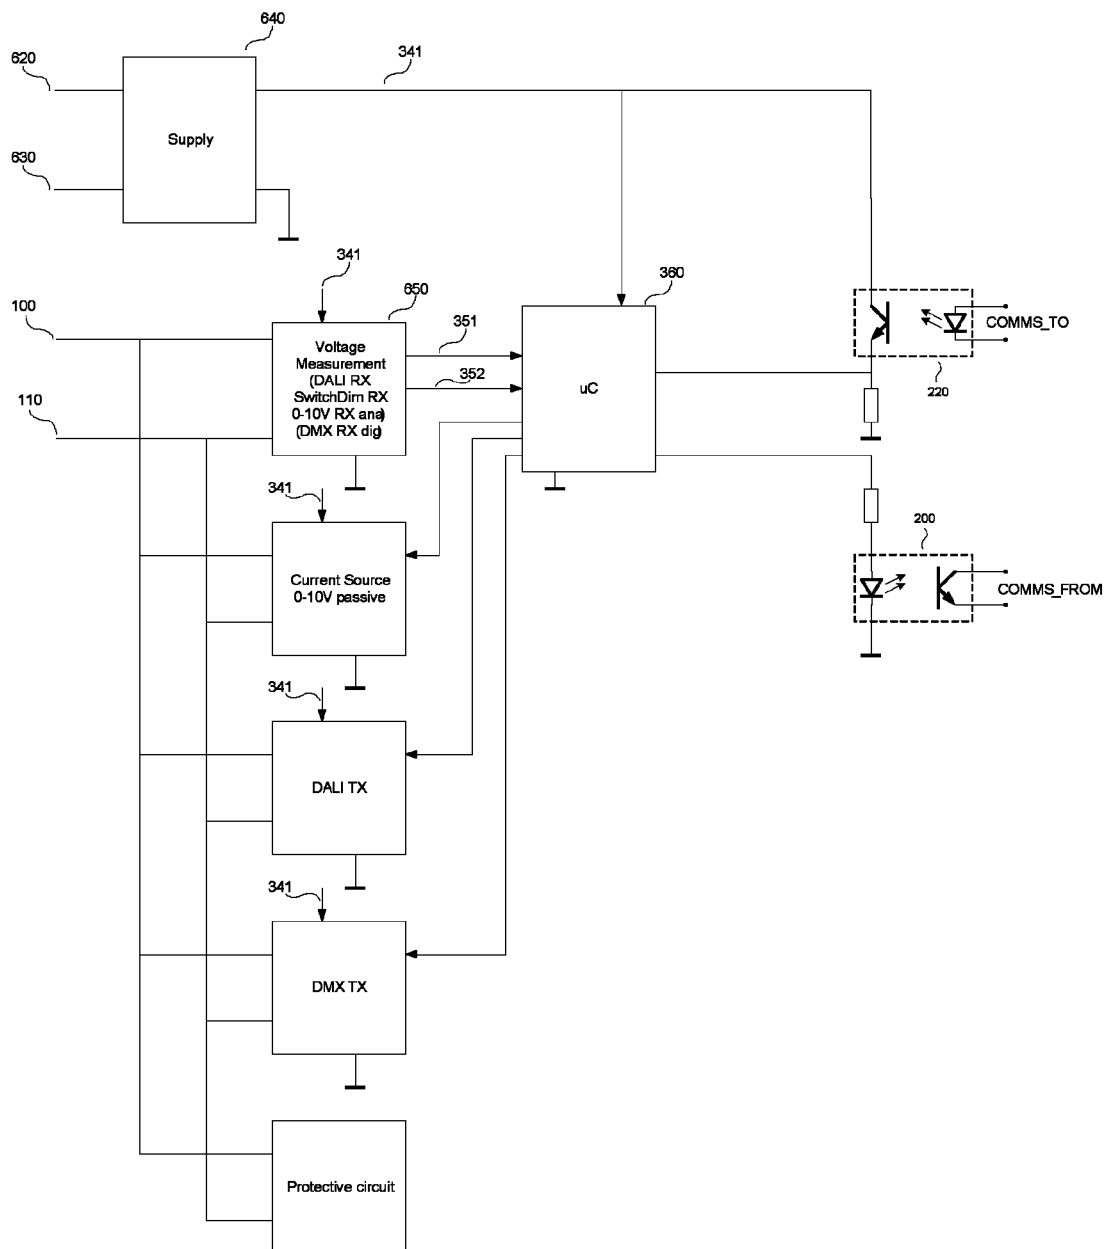 640
620
341
Supply
630
341
650
360
100
351
Voltage
Measurement
(DALI RX
SwitchDim RX
0-10V RX ana)
(DMX RX dig)
352
uC
COMMS_TO
220
110
341
200
Current Source
0-10V passive
COMMS_FROM
341
DALI TX
341
DMX TX
Protective circuit